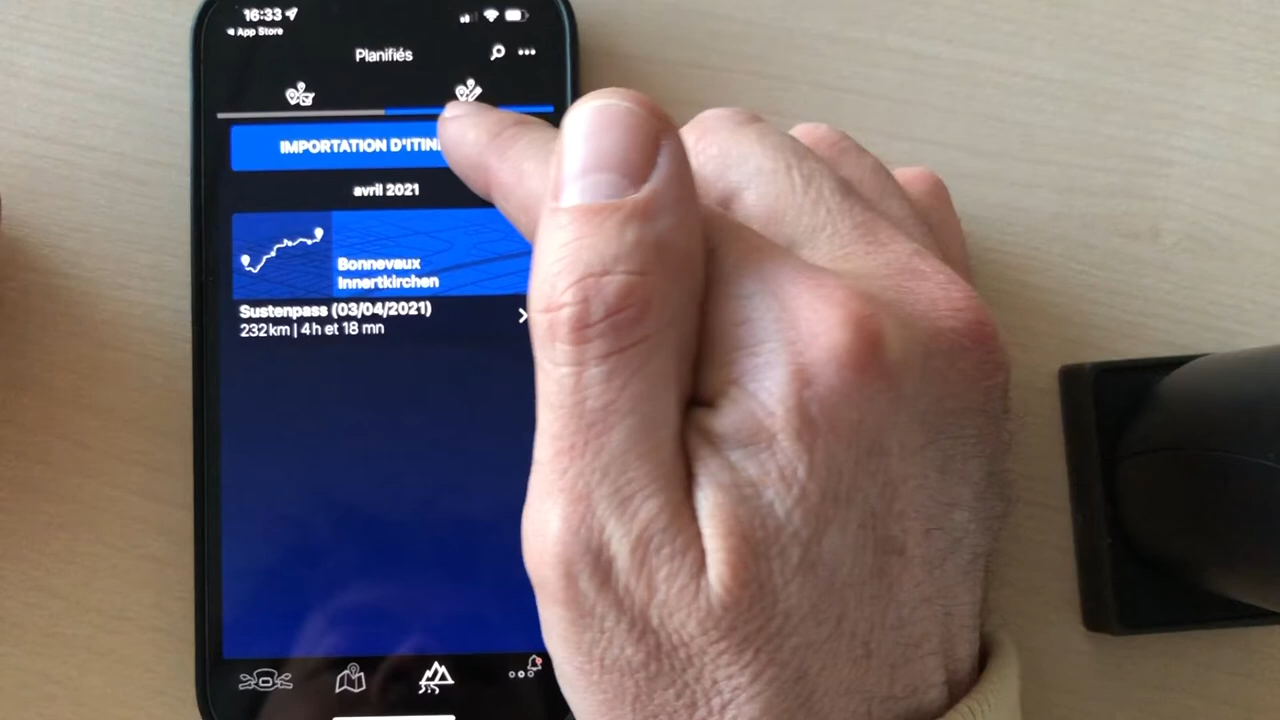 16:33
App Store
Planifiés
IMPORTATION D'ITIN
avril 2021
Bonnevaux
Innertkirchen
Sustenpass (03/04/2021)
232 km | 4 h et 18 mn